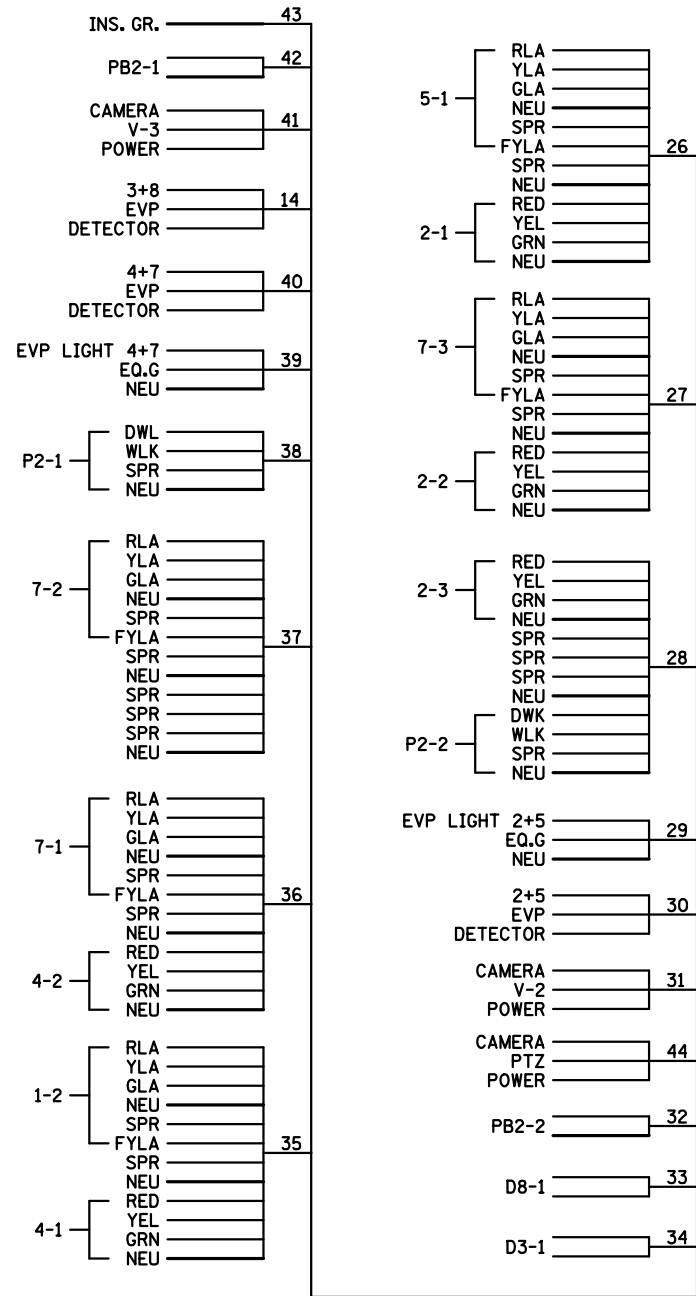 INS. GR. 43
PB2-1 42
CAMERA
V-3 41
POWER
3+8
EVP 14
DETECTOR
4+7
EVP 40
DETECTOR
EVP LIGHT 4+7
EQ.G 39
NEU
P2-1
DWL
WLK
SPR
NEU
38
7-2
RLA
YLA
GLA
NEU
SPR
FYLA
SPR
NEU
SPR
SPR
SPR
NEU
37
7-1
RLA
YLA
GLA
NEU
SPR
FYLA
SPR
NEU
4-2
RED
YEL
GRN
NEU
36
1-2
RLA
YLA
GLA
NEU
SPR
FYLA
SPR
NEU
4-1
RED
YEL
GRN
NEU
35
5-1
RLA
YLA
GLA
NEU
SPR
FYLA
SPR
NEU
2-1
RED
YEL
GRN
NEU
26
7-3
RLA
YLA
GLA
NEU
SPR
FYLA
SPR
NEU
2-2
RED
YEL
GRN
NEU
27
2-3
RED
YEL
GRN
NEU
SPR
SPR
SPR
NEU
P2-2
DWK
WLK
SPR
NEU
28
EVP LIGHT 2+5
EQ.G 29
NEU
2+5
EVP 30
DETECTOR
CAMERA
V-2 31
POWER
CAMERA
PTZ 44
POWER
PB2-2 32
D8-1 33
D3-1 34